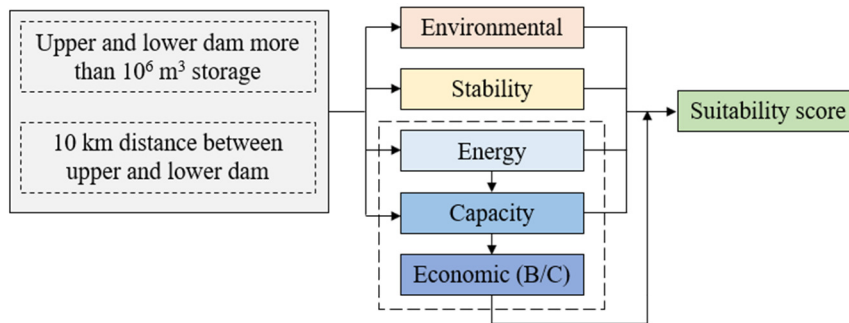 Upper and lower dam more
than 10⁶ m³ storage
10 km distance between
upper and lower dam
Environmental
Stability
Energy
Capacity
Economic (B/C)
Suitability score